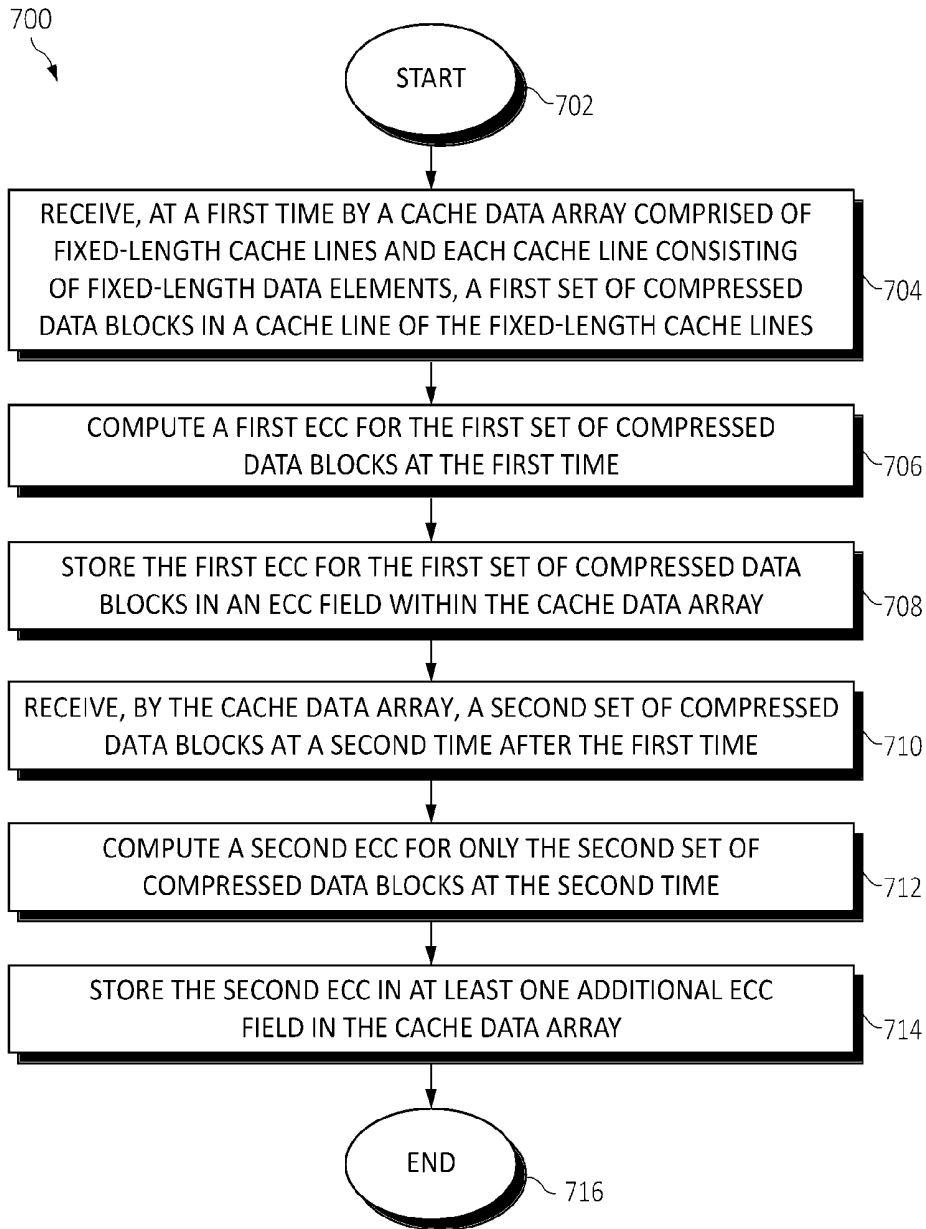 700
START
702
RECEIVE, AT A FIRST TIME BY A CACHE DATA ARRAY COMPRISED OF
FIXED-LENGTH CACHE LINES AND EACH CACHE LINE CONSISTING
OF FIXED-LENGTH DATA ELEMENTS, A FIRST SET OF COMPRESSED
DATA BLOCKS IN A CACHE LINE OF THE FIXED-LENGTH CACHE LINES
704
COMPUTE A FIRST ECC FOR THE FIRST SET OF COMPRESSED
DATA BLOCKS AT THE FIRST TIME
706
STORE THE FIRST ECC FOR THE FIRST SET OF COMPRESSED DATA
BLOCKS IN AN ECC FIELD WITHIN THE CACHE DATA ARRAY
708
RECEIVE, BY THE CACHE DATA ARRAY, A SECOND SET OF COMPRESSED
DATA BLOCKS AT A SECOND TIME AFTER THE FIRST TIME
710
COMPUTE A SECOND ECC FOR ONLY THE SECOND SET OF
COMPRESSED DATA BLOCKS AT THE SECOND TIME
712
STORE THE SECOND ECC IN AT LEAST ONE ADDITIONAL ECC
FIELD IN THE CACHE DATA ARRAY
714
END
716